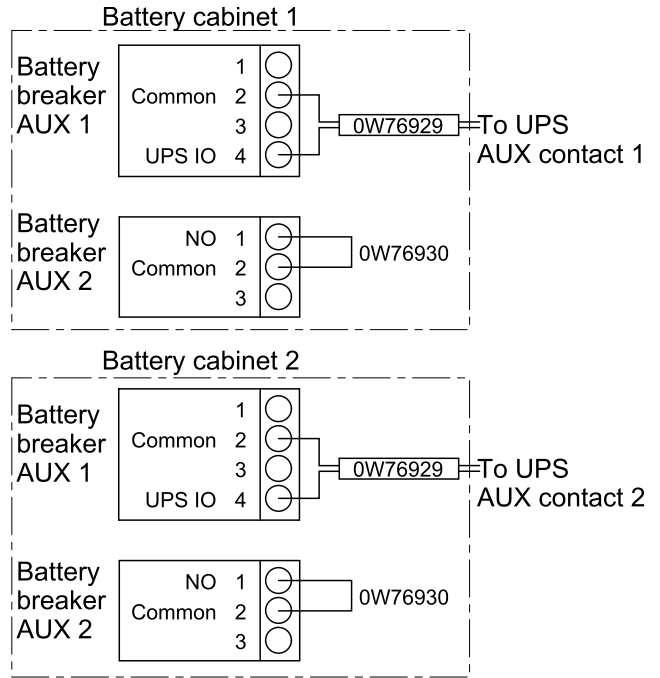 Battery cabinet 1
Battery
breaker
AUX 1
1
Common 2
3
UPS IO 4
0W76929
To UPS
AUX contact 1
Battery
breaker
AUX 2
NO 1
Common 2
3
0W76930
Battery cabinet 2
Battery
breaker
AUX 1
1
Common 2
3
UPS IO 4
0W76929
To UPS
AUX contact 2
Battery
breaker
AUX 2
NO 1
Common 2
3
0W76930